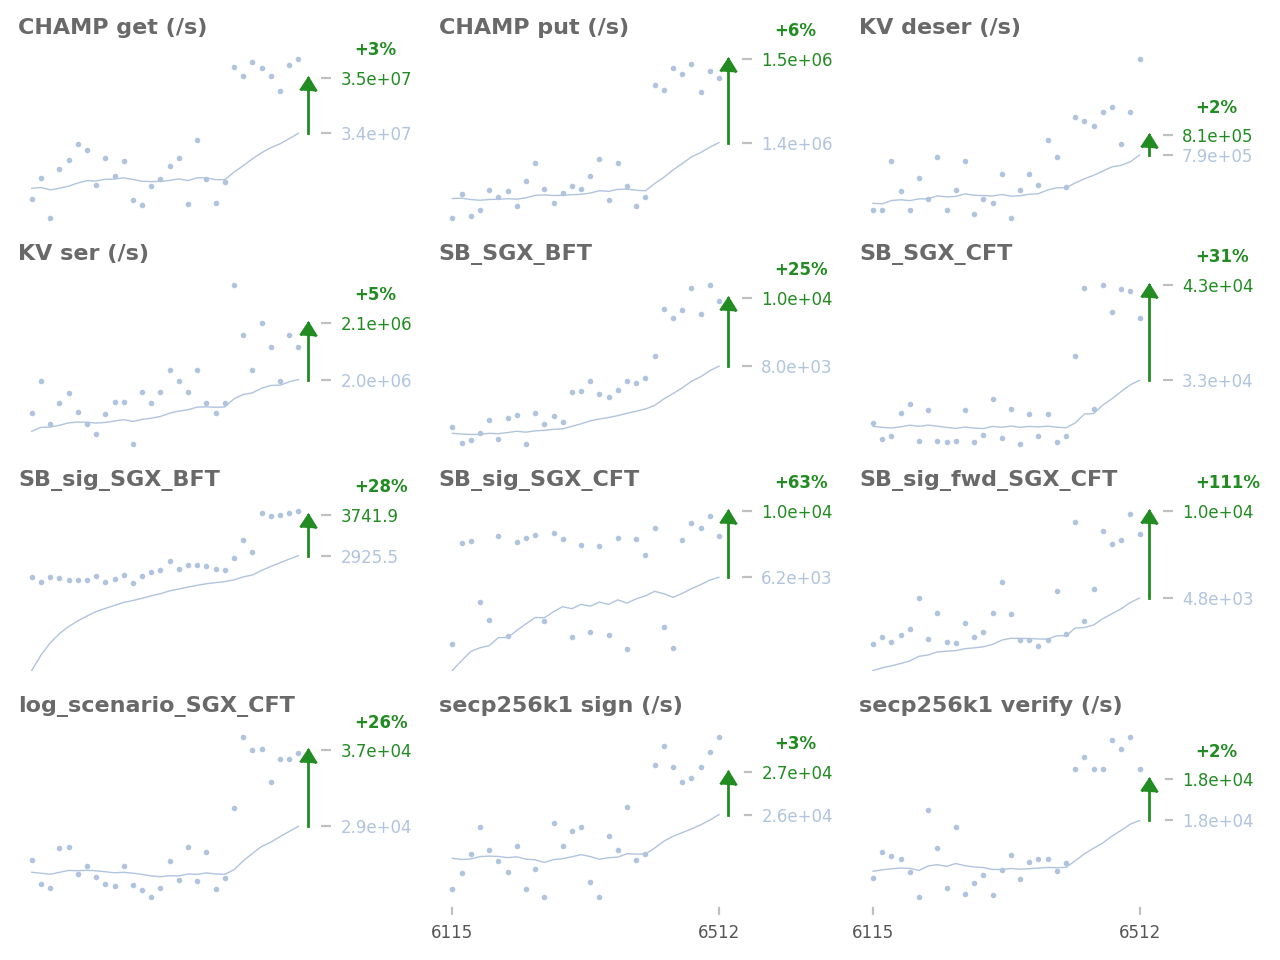 CHAMP get (/s)
+3%
3.5e+07
3.4e+07
CHAMP put (/s)
+6%
1.5e+06
1.4e+06
KV deser (/s)
+2%
8.1e+05
7.9e+05
KV ser (/s)
+5%
2.1e+06
2.0e+06
SB_SGX_BFT
+25%
1.0e+04
8.0e+03
SB_SGX_CFT
+31%
4.3e+04
3.3e+04
SB_sig_SGX_BFT
+28%
3741.9
2925.5
SB_sig_SGX_CFT
+63%
1.0e+04
6.2e+03
SB_sig_fwd_SGX_CFT
+111%
1.0e+04
4.8e+03
log_scenario_SGX_CFT
+26%
3.7e+04
2.9e+04
secp256k1 sign (/s)
+3%
2.7e+04
2.6e+04
6115
6512
secp256k1 verify (/s)
+2%
1.8e+04
1.8e+04
6115
6512